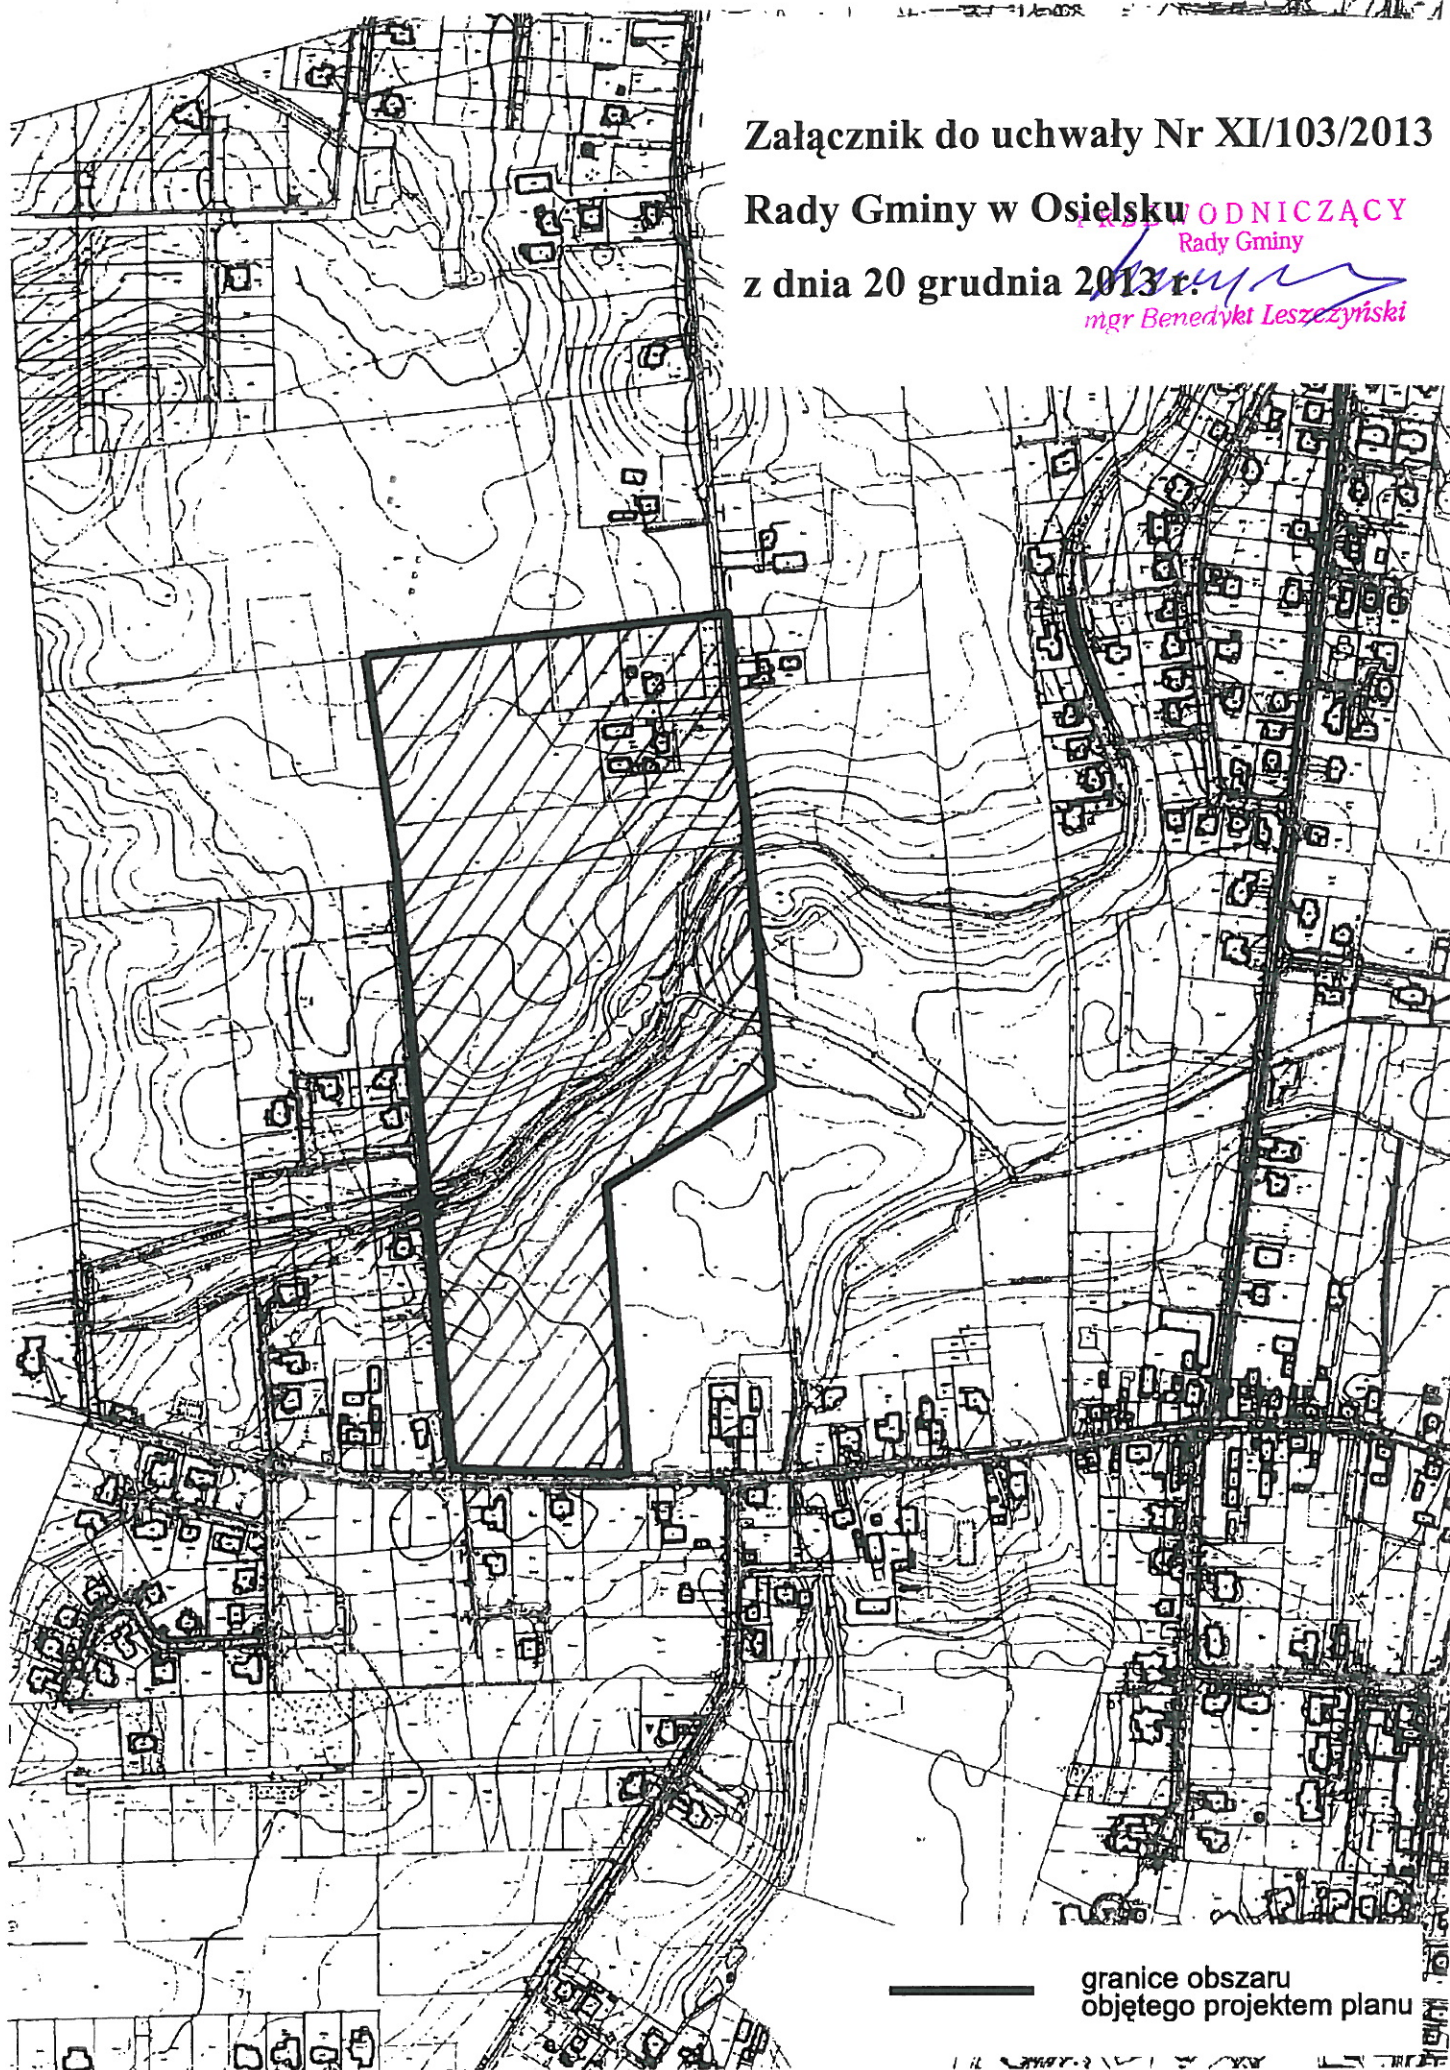 Załącznik do uchwały Nr XI/103/2013
Rady Gminy w Osielsku
PRZEWODNICZĄCY
Rady Gminy
z dnia 20 grudnia 2013 r.
mgr Benedykt Leszczyński
granice obszaru
objętego projektem planu